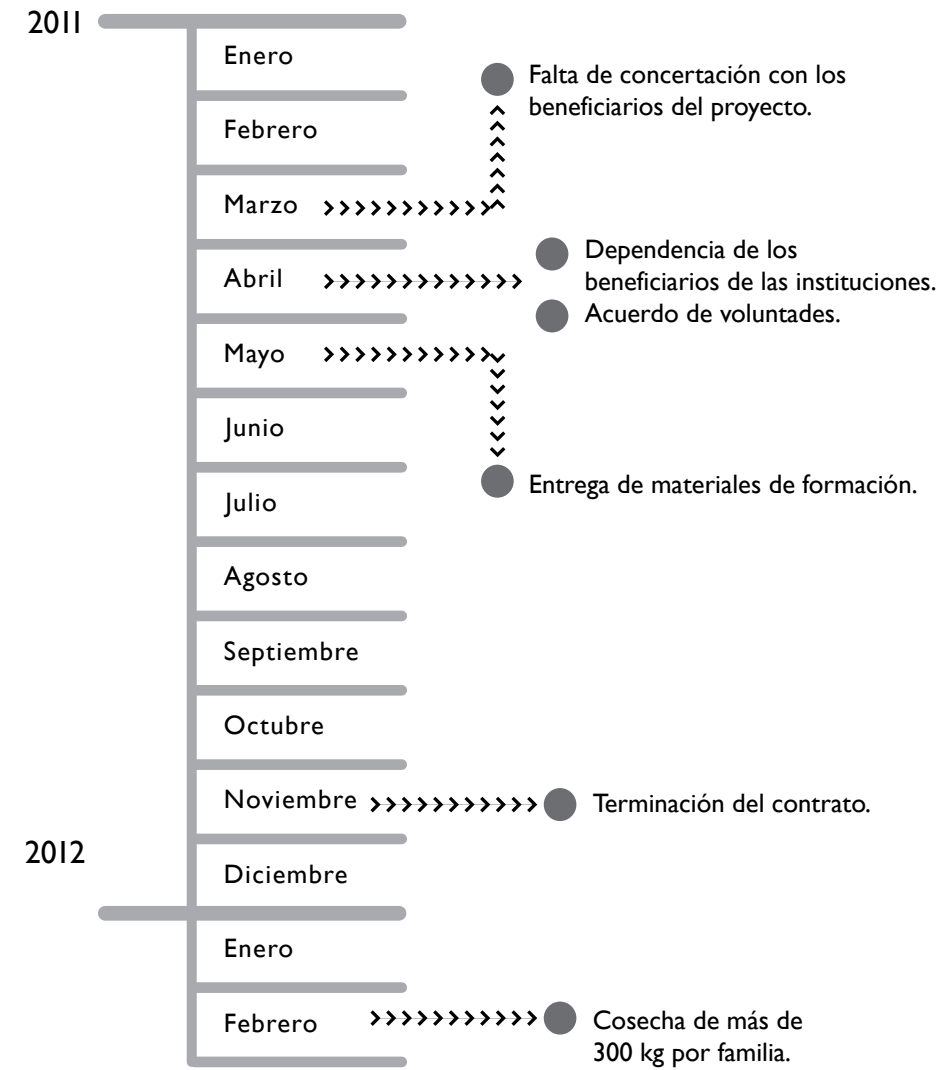 2011
Enero
Falta de concertación con los
beneficiarios del proyecto.
Febrero
Marzo
Abril
Dependencia de los
beneficiarios de las instituciones.
Acuerdo de voluntades.
Mayo
Junio
Entrega de materiales de formación.
Julio
Agosto
Septiembre
Octubre
Noviembre
Terminación del contrato.
2012
Diciembre
Enero
Febrero
Cosecha de más de
300 kg por familia.